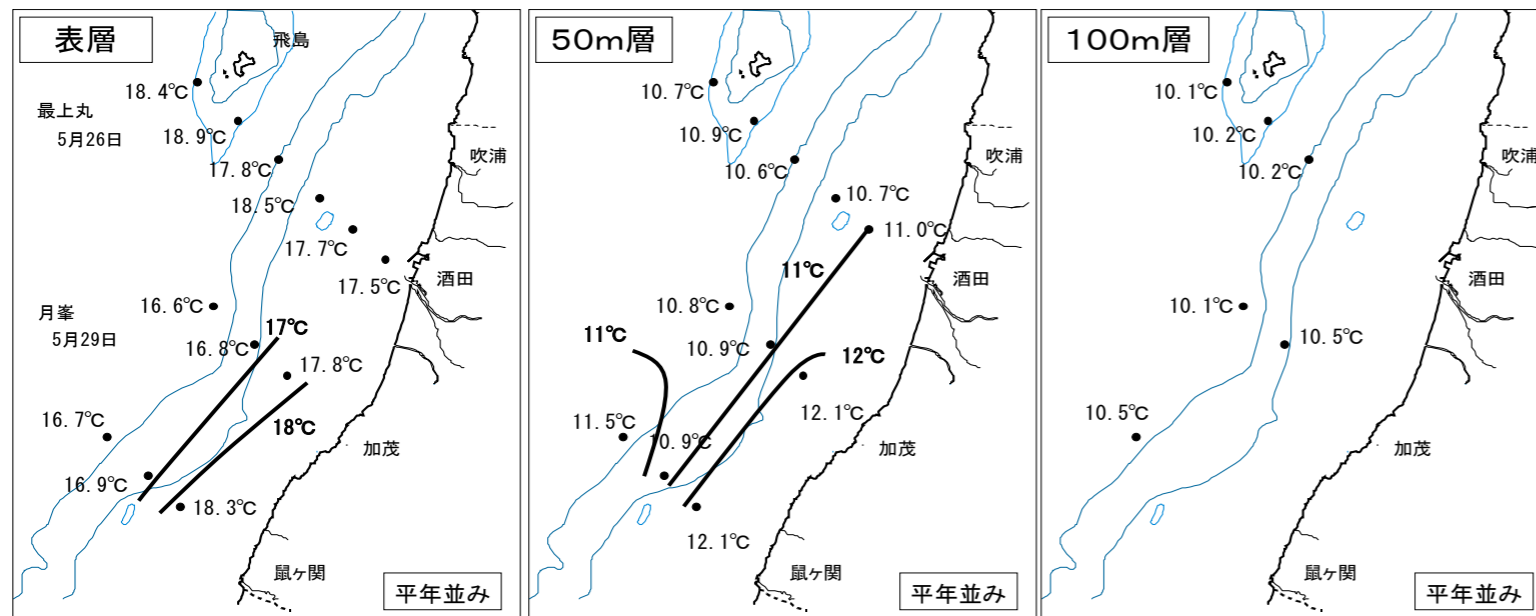 表層
飛島
18.4℃
最上丸
5月26日
18.9℃
吹浦
17.8℃
18.5℃
17.7℃
17.5℃
酒田
月峯
5月29日
16.6℃
17℃
16.8℃
17.8℃
16.7℃
18℃
加茂
16.9℃
18.3℃
鼠ヶ関
平年並み
50m層
10.7℃
10.9℃
吹浦
10.6℃
10.7℃
11.0℃
11℃
酒田
10.8℃
11℃
10.9℃
12℃
12.1℃
11.5℃
10.9℃
加茂
12.1℃
鼠ヶ関
平年並み
100m層
10.1℃
10.2℃
吹浦
10.2℃
酒田
10.1℃
10.5℃
10.5℃
加茂
鼠ヶ関
平年並み